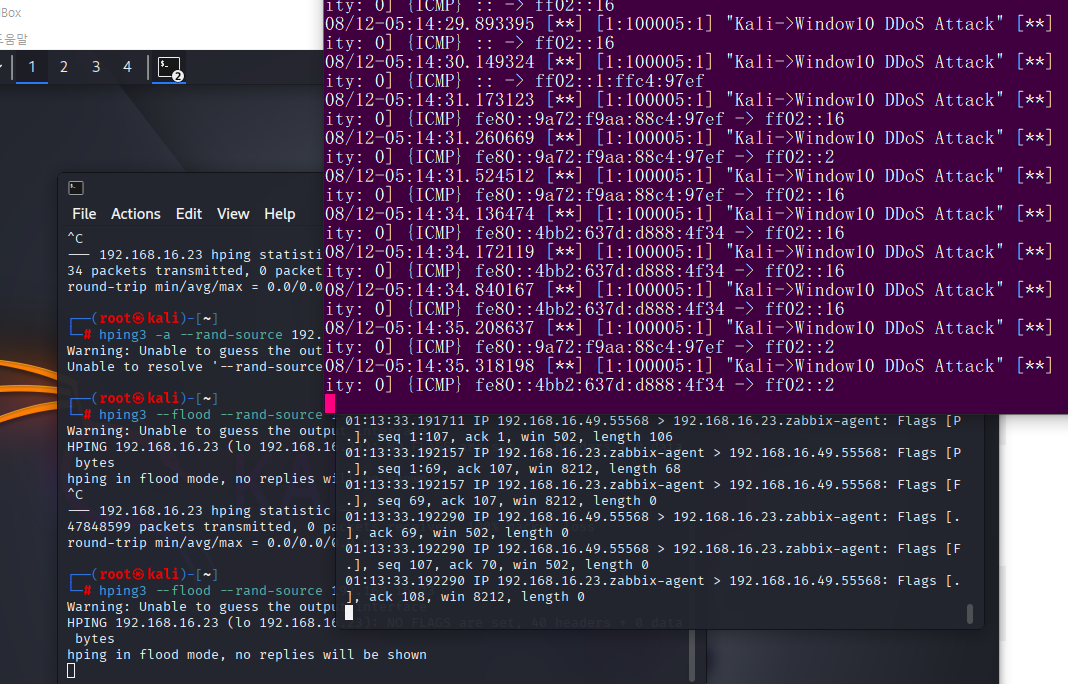 Box
도움말
1 2 3 4 2
ity: 0] {ICMP} :: -> ff02::16
08/12-05:14:29.893395 [**] [1:100005:1] "Kali->Window10 DDoS Attack" [**]
ity: 0] {ICMP} :: -> ff02::16
08/12-05:14:30.149324 [**] [1:100005:1] "Kali->Window10 DDoS Attack" [**]
ity: 0] {ICMP} :: -> ff02::1:ffc4:97ef
08/12-05:14:31.173123 [**] [1:100005:1] "Kali->Window10 DDoS Attack" [**]
ity: 0] {ICMP} fe80::9a72:f9aa:88c4:97ef -> ff02::16
08/12-05:14:31.260669 [**] [1:100005:1] "Kali->Window10 DDoS Attack" [**]
ity: 0] {ICMP} fe80::9a72:f9aa:88c4:97ef -> ff02::2
08/12-05:14:31.524512 [**] [1:100005:1] "Kali->Window10 DDoS Attack" [**]
ity: 0] {ICMP} fe80::9a72:f9aa:88c4:97ef -> ff02::16
08/12-05:14:34.136474 [**] [1:100005:1] "Kali->Window10 DDoS Attack" [**]
ity: 0] {ICMP} fe80::4bb2:637d:d888:4f34 -> ff02::16
08/12-05:14:34.172119 [**] [1:100005:1] "Kali->Window10 DDoS Attack" [**]
ity: 0] {ICMP} fe80::4bb2:637d:d888:4f34 -> ff02::16
08/12-05:14:34.840167 [**] [1:100005:1] "Kali->Window10 DDoS Attack" [**]
ity: 0] {ICMP} fe80::4bb2:637d:d888:4f34 -> ff02::16
08/12-05:14:35.208637 [**] [1:100005:1] "Kali->Window10 DDoS Attack" [**]
ity: 0] {ICMP} fe80::9a72:f9aa:88c4:97ef -> ff02::2
08/12-05:14:35.318198 [**] [1:100005:1] "Kali->Window10 DDoS Attack" [**]
ity: 0] {ICMP} fe80::4bb2:637d:d888:4f34 -> ff02::2
File Actions Edit View Help
^C
—— 192.168.16.23 hping statisti
34 packets transmitted, 0 packet
round-trip min/avg/max = 0.0/0.0
┌──(root㉿kali)-[~]
└─# hping3 -a --rand-source 192.
Warning: Unable to guess the out
Unable to resolve '--rand-source
┌──(root㉿kali)-[~]
└─# hping3 --flood --rand-source
Warning: Unable to guess the outpu
HPING 192.168.16.23 (lo 192.168.16
bytes
hping in flood mode, no replies wi
^C
—— 192.168.16.23 hping statistic
47848599 packets transmitted, 0 pa
round-trip min/avg/max = 0.0/0.0/0
┌──(root㉿kali)-[~]
└─# hping3 --flood --rand-source 1
Warning: Unable to guess the output interface
HPING 192.168.16.23 (lo 192.168.16.23): NO FLAGS are set, 40 headers + 0 data
bytes
hping in flood mode, no replies will be shown
01:13:33.191711 IP 192.168.16.49.55568 > 192.168.16.23.zabbix-agent: Flags [P
.], seq 1:107, ack 1, win 502, length 106
01:13:33.192157 IP 192.168.16.23.zabbix-agent > 192.168.16.49.55568: Flags [P
.], seq 1:69, ack 107, win 8212, length 68
01:13:33.192157 IP 192.168.16.23.zabbix-agent > 192.168.16.49.55568: Flags [F
.], seq 69, ack 107, win 8212, length 0
01:13:33.192290 IP 192.168.16.49.55568 > 192.168.16.23.zabbix-agent: Flags [.
], ack 69, win 502, length 0
01:13:33.192290 IP 192.168.16.49.55568 > 192.168.16.23.zabbix-agent: Flags [F
.], seq 107, ack 70, win 502, length 0
01:13:33.192290 IP 192.168.16.23.zabbix-agent > 192.168.16.49.55568: Flags [.
], ack 108, win 8212, length 0